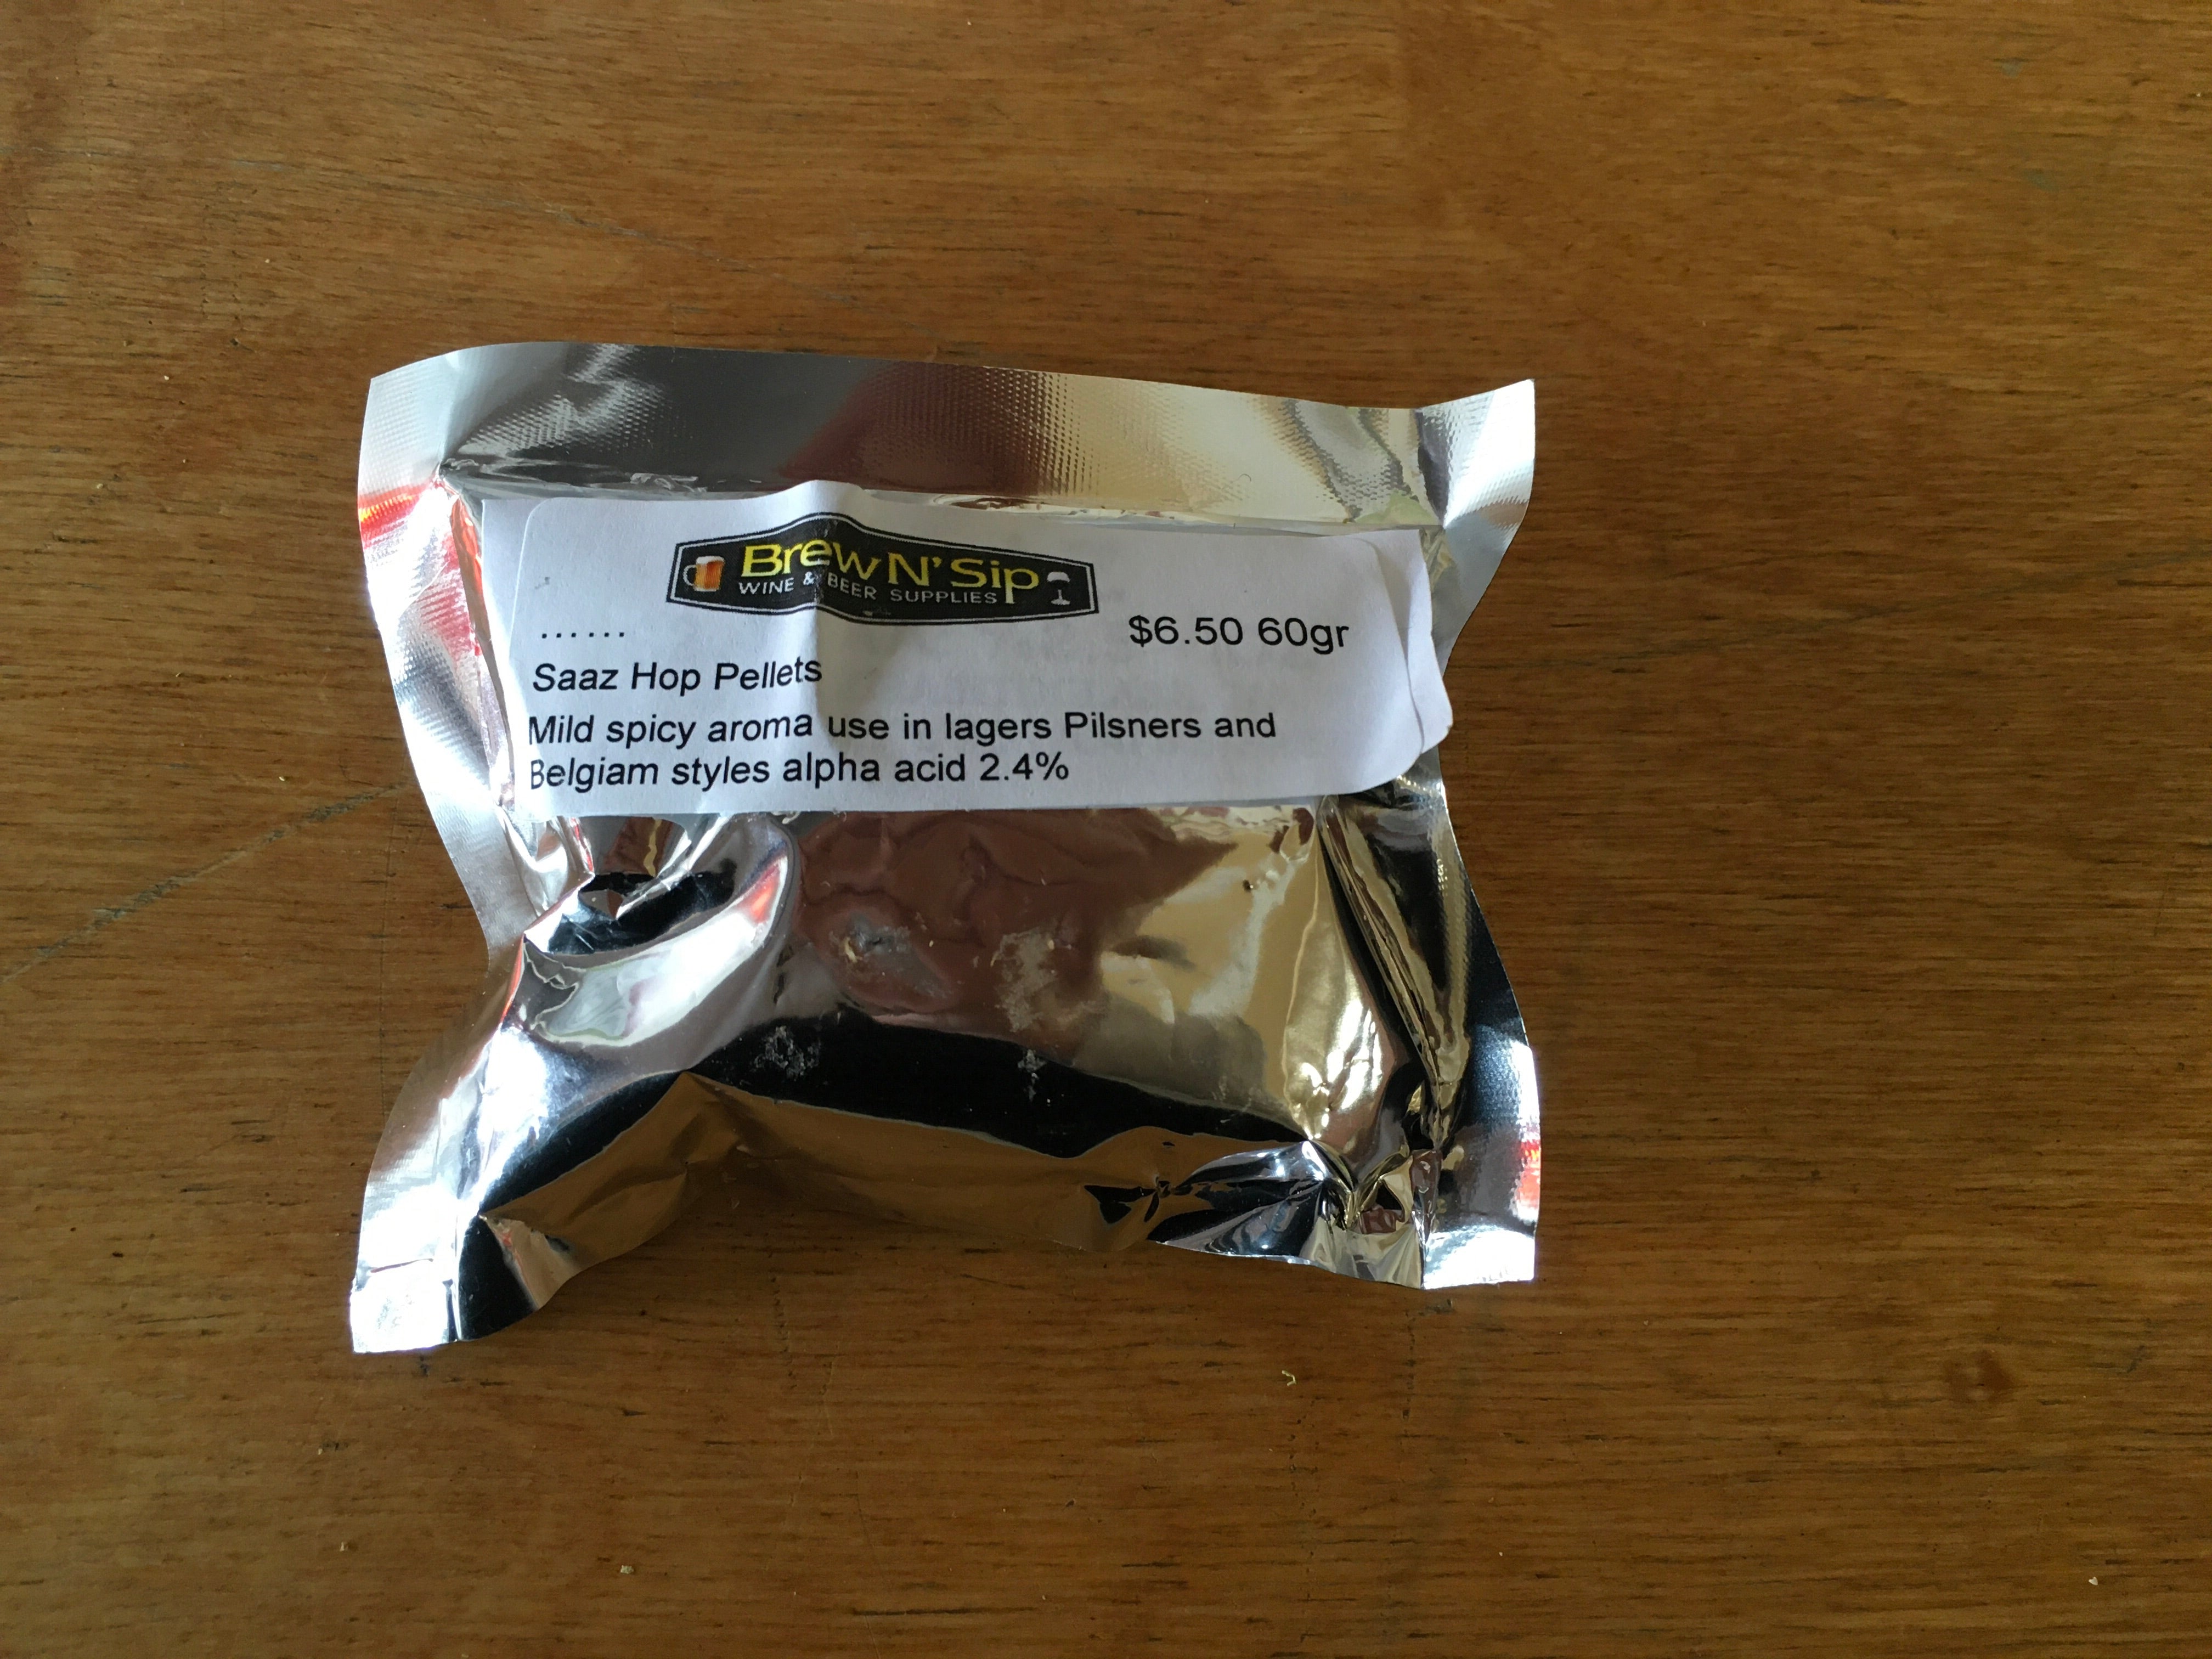 Brew N' Sip
WINE & BEER SUPPLIES
......
$6.50 60gr
Saaz Hop Pellets
Mild spicy aroma use in lagers Pilsners and
Belgiam styles alpha acid 2.4%